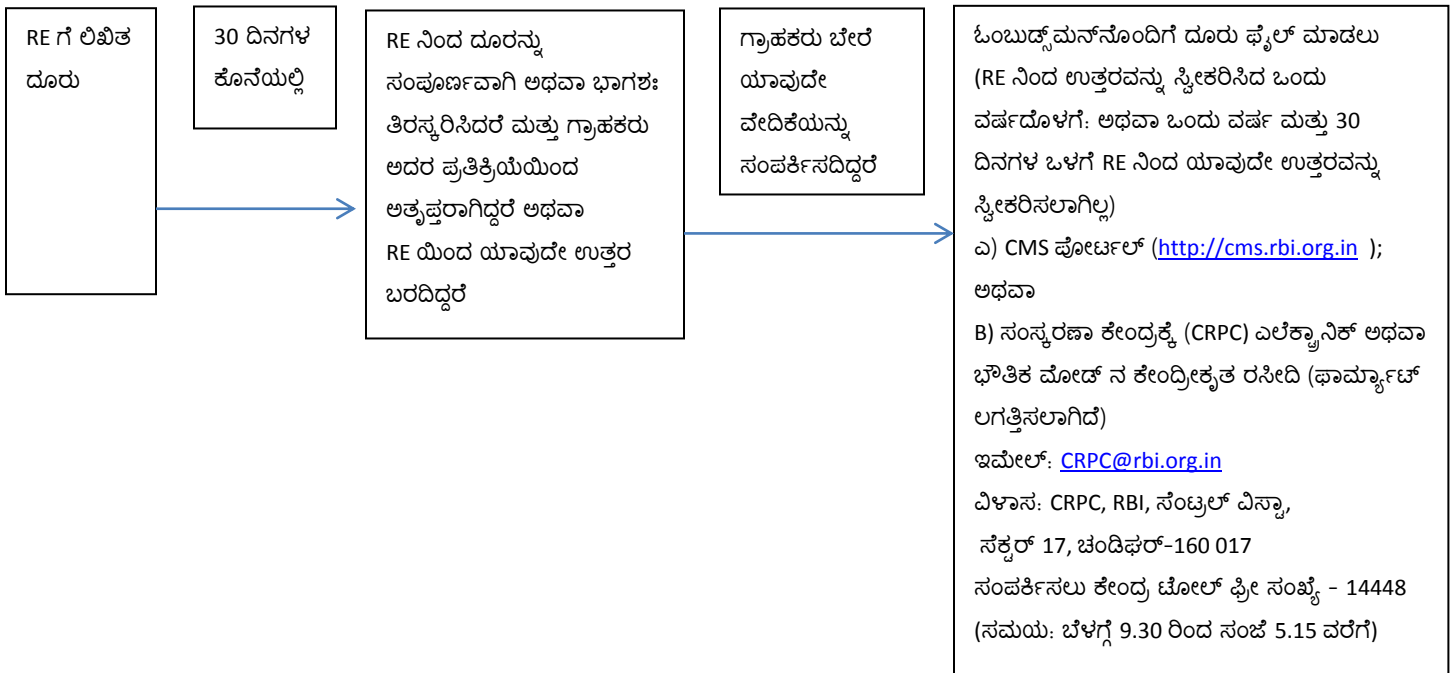 RE ಗೆ ಲಿಖಿತ
ದೂರು
30 ದಿನಗಳ
ಕೊನೆಯಲ್ಲಿ
RE ನಿಂದ ದೂರನ್ನು
ಸಂಪೂರ್ಣವಾಗಿ ಅಥವಾ ಭಾಗಶಃ
ತಿರಸ್ಕರಿಸಿದರೆ ಮತ್ತು ಗ್ರಾಹಕರು
ಅದರ ಪ್ರತಿಕ್ರಿಯೆಯಿಂದ
ಅತೃಪ್ತರಾಗಿದ್ದರೆ ಅಥವಾ
RE ಯಿಂದ ಯಾವುದೇ ಉತ್ತರ
ಬರದಿದ್ದರೆ
ಗ್ರಾಹಕರು ಬೇರೆ
ಯಾವುದೇ
ವೇದಿಕೆಯನ್ನು
ಸಂಪರ್ಕಿಸದಿದ್ದರೆ
ಓಂಬುಡ್ಸ್‌ಮನ್‌ನೊಂದಿಗೆ ದೂರು ಫೈಲ್ ಮಾಡಲು
(RE ನಿಂದ ಉತ್ತರವನ್ನು ಸ್ವೀಕರಿಸಿದ ಒಂದು
ವರ್ಷದೊಳಗೆ: ಅಥವಾ ಒಂದು ವರ್ಷ ಮತ್ತು 30
ದಿನಗಳ ಒಳಗೆ RE ನಿಂದ ಯಾವುದೇ ಉತ್ತರವನ್ನು
ಸ್ವೀಕರಿಸಲಾಗಿಲ್ಲ)
ಎ) CMS ಪೋರ್ಟಲ್ (http://cms.rbi.org.in );
ಅಥವಾ
B) ಸಂಸ್ಕರಣಾ ಕೇಂದ್ರಕ್ಕೆ (CRPC) ಎಲೆಕ್ಟ್ರಾನಿಕ್ ಅಥವಾ
ಭೌತಿಕ ಮೋಡ್ ನ ಕೇಂದ್ರೀಕೃತ ರಸೀದಿ (ಫಾರ್ಮ್ಯಾಟ್
ಲಗತ್ತಿಸಲಾಗಿದೆ)
ಇಮೇಲ್: CRPC@rbi.org.in
ವಿಳಾಸ: CRPC, RBI, ಸೆಂಟ್ರಲ್ ವಿಸ್ಟಾ,
ಸೆಕ್ಟರ್ 17, ಚಂಡಿಘರ್-160 017
ಸಂಪರ್ಕಿಸಲು ಕೇಂದ್ರ ಟೋಲ್ ಫ್ರೀ ಸಂಖ್ಯೆ - 14448
(ಸಮಯ: ಬೆಳಗ್ಗೆ 9.30 ರಿಂದ ಸಂಜೆ 5.15 ವರೆಗೆ)